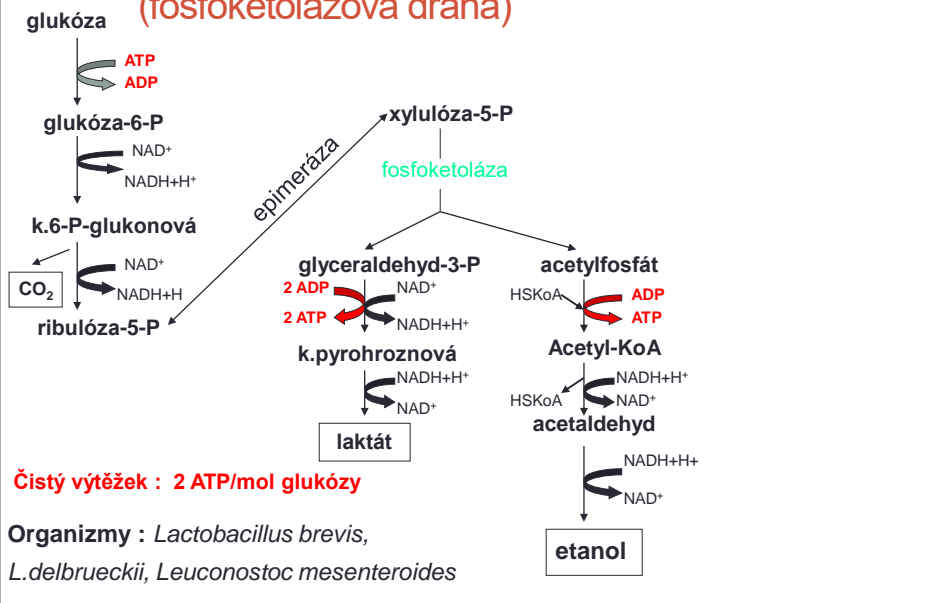 (fosfoketolázová dráha)
glukóza
ATP
ADP
glukóza-6-P
NAD⁺
NADH+H⁺
k.6-P-glukonová
CO₂
NAD⁺
NADH+H
ribulóza-5-P
epimeráza
xylulóza-5-P
fosfoketoláza
glyceraldehyd-3-P
2 ADP
NAD⁺
2 ATP
NADH+H⁺
k.pyrohroznová
NADH+H⁺
NAD⁺
laktát
acetylfosfát
HSKoA
ADP
ATP
Acetyl-KoA
NADH+H⁺
HSKoA
NAD⁺
acetaldehyd
NADH+H+
NAD⁺
etanol
Čistý výtěžek : 2 ATP/mol glukózy
Organizmy : Lactobacillus brevis,
L.delbrueckii, Leuconostoc mesenteroides